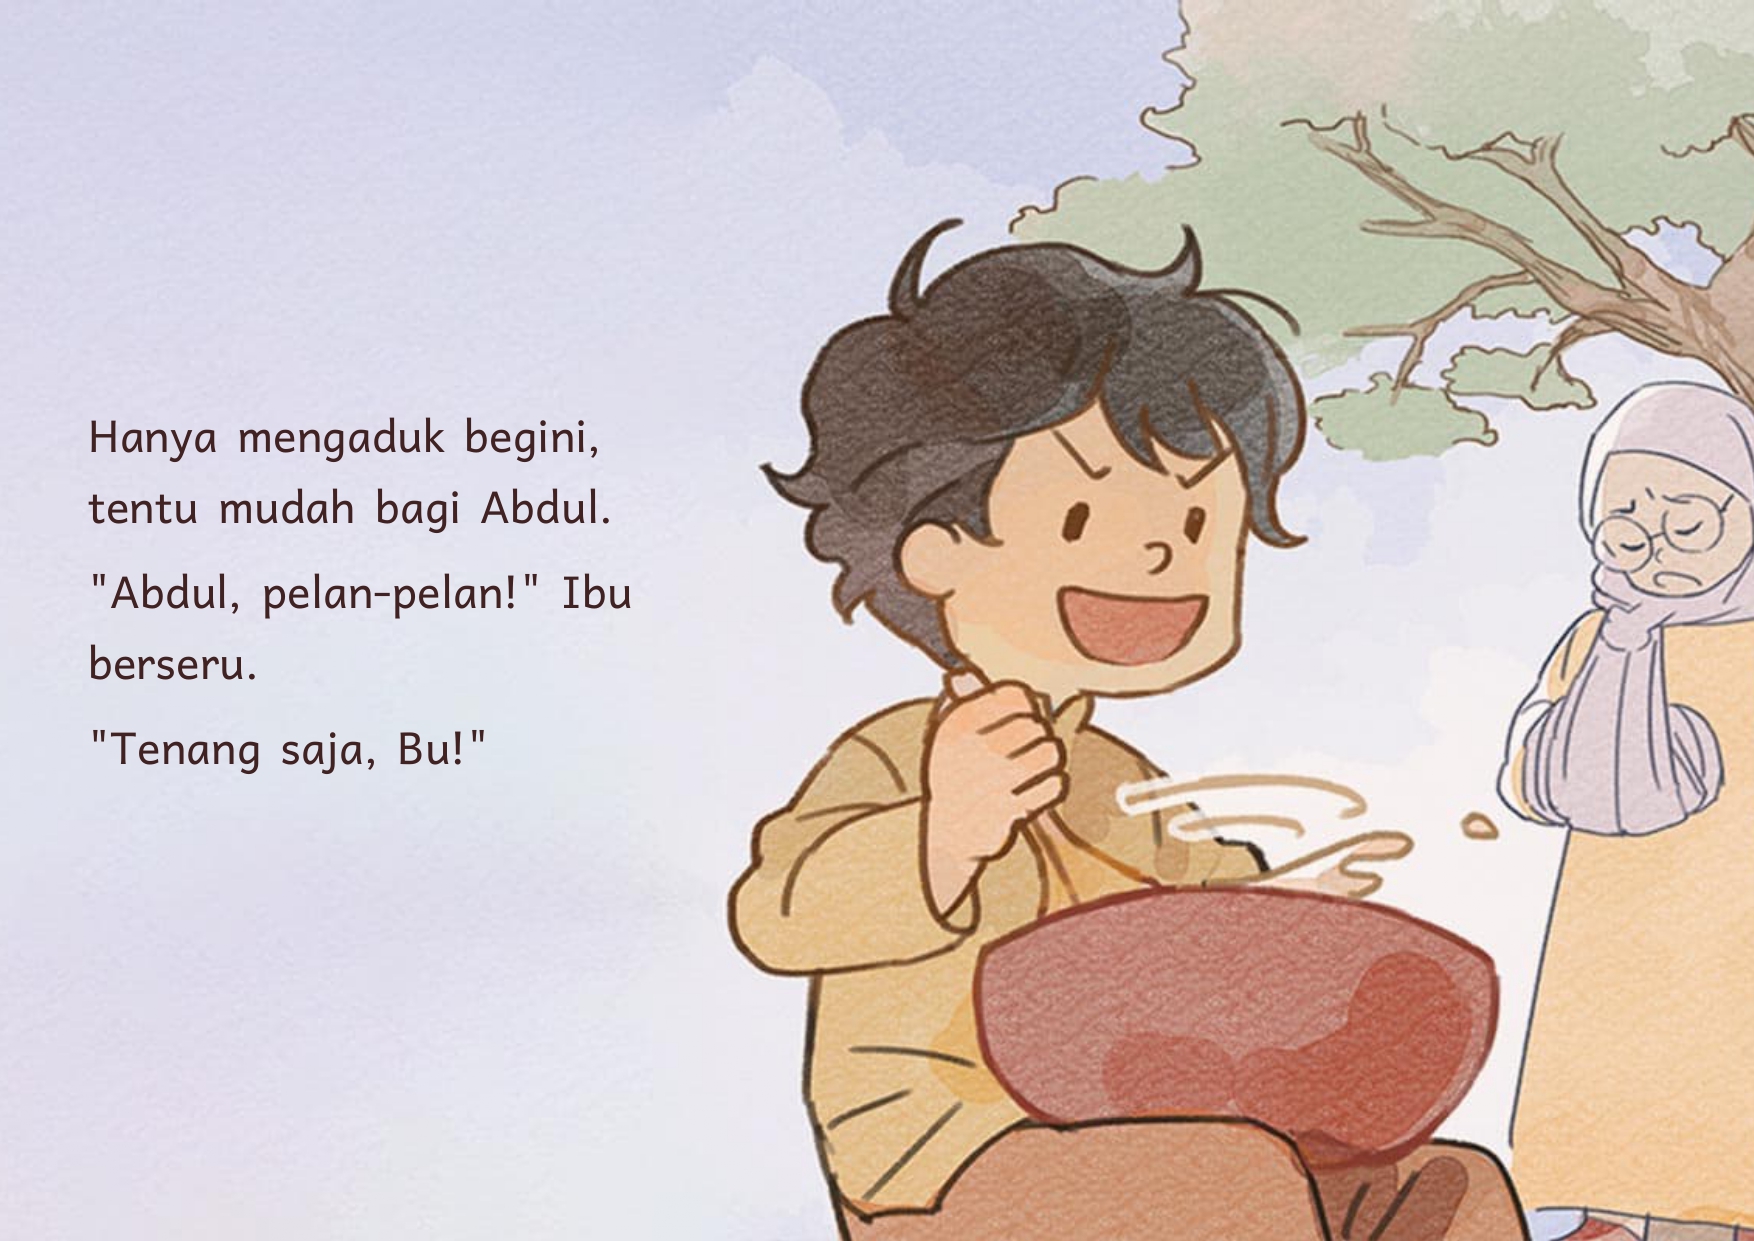 Hanya mengaduk begini,
tentu mudah bagi Abdul.
"Abdul, pelan-pelan!" Ibu
berseru.
"Tenang saja, Bu!"